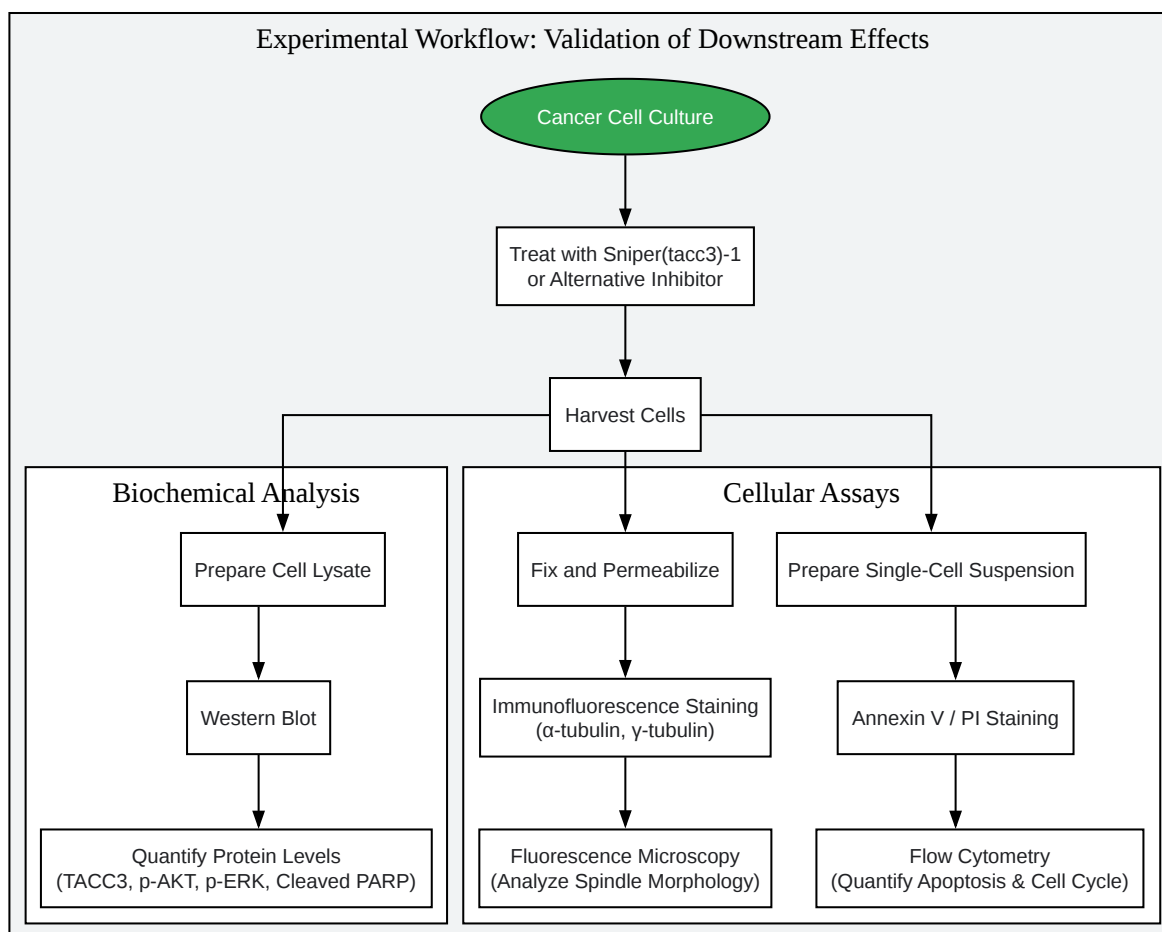 Experimental Workflow: Validation of Downstream Effects
Cancer Cell Culture
Treat with Sniper(tacc3)-1
or Alternative Inhibitor
Harvest Cells
Biochemical Analysis
Prepare Cell Lysate
Western Blot
Quantify Protein Levels
(TACC3, p-AKT, p-ERK, Cleaved PARP)
Cellular Assays
Fix and Permeabilize
Immunofluorescence Staining
(α-tubulin, γ-tubulin)
Fluorescence Microscopy
(Analyze Spindle Morphology)
Prepare Single-Cell Suspension
Annexin V / PI Staining
Flow Cytometry
(Quantify Apoptosis & Cell Cycle)